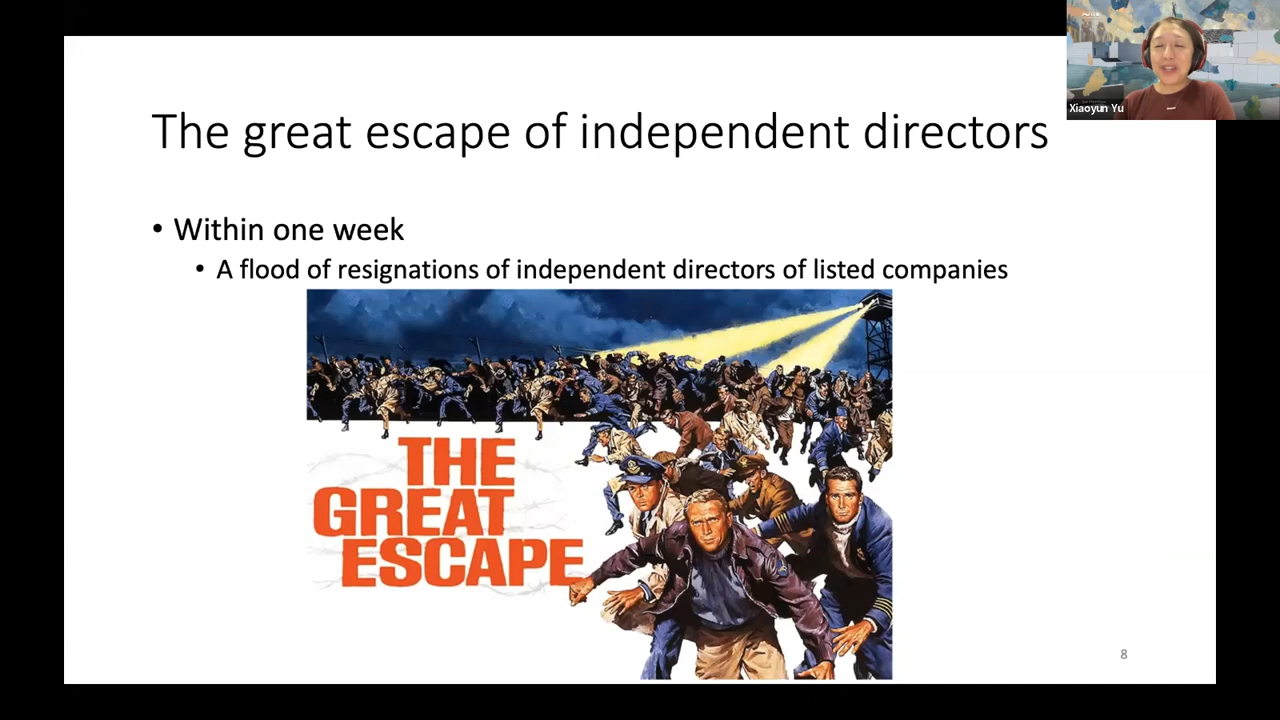 The great escape of independent directors
Xiaoyun Yu
• Within one week
• A flood of resignations of independent directors of listed companies
THE
GREAT
ESCAPE
8